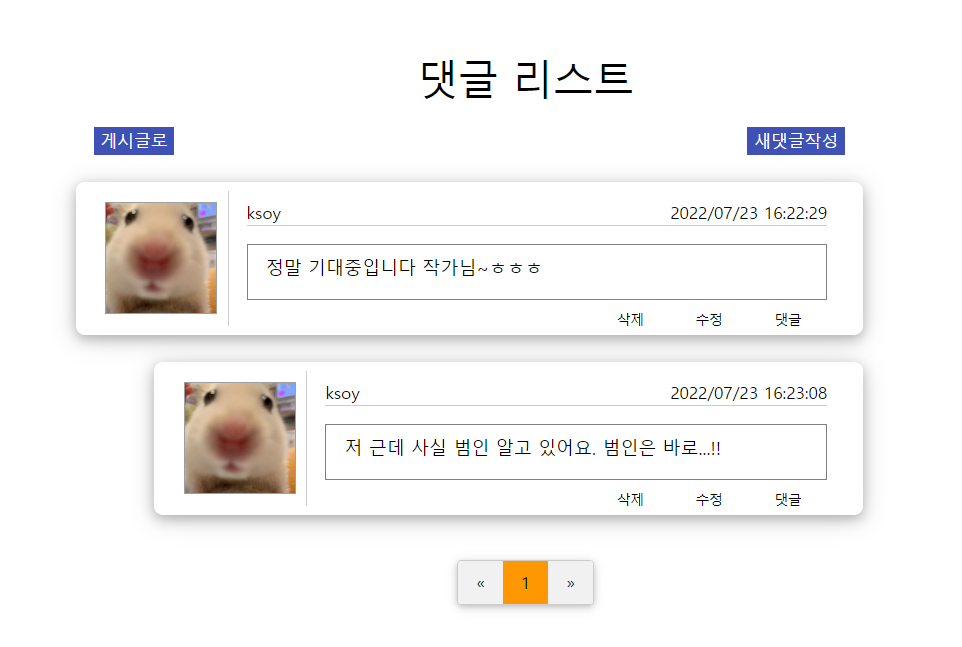 댓글 리스트
게시글로 새댓글작성
ksoy 2022/07/23 16:22:29
정말 기대중입니다 작가님~ㅎㅎㅎ
삭제 수정 댓글
ksoy 2022/07/23 16:23:08
저 근데 사실 범인 알고 있어요. 범인은 바로...!!
삭제 수정 댓글
« 1 »